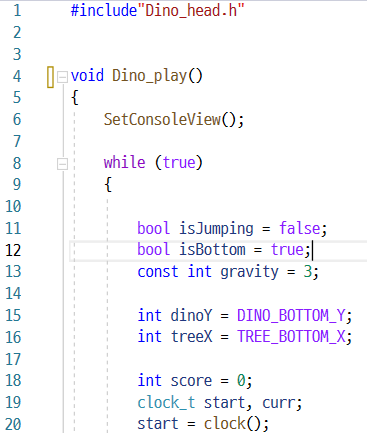 1 #include"Dino_head.h"
2
3
4 void Dino_play()
5 {
6 SetConsoleView();
7
8 while (true)
9 {
10
11 bool isJumping = false;
12 bool isBottom = true;
13 const int gravity = 3;
14
15 int dinoY = DINO_BOTTOM_Y;
16 int treeX = TREE_BOTTOM_X;
17
18 int score = 0;
19 clock_t start, curr;
20 start = clock();